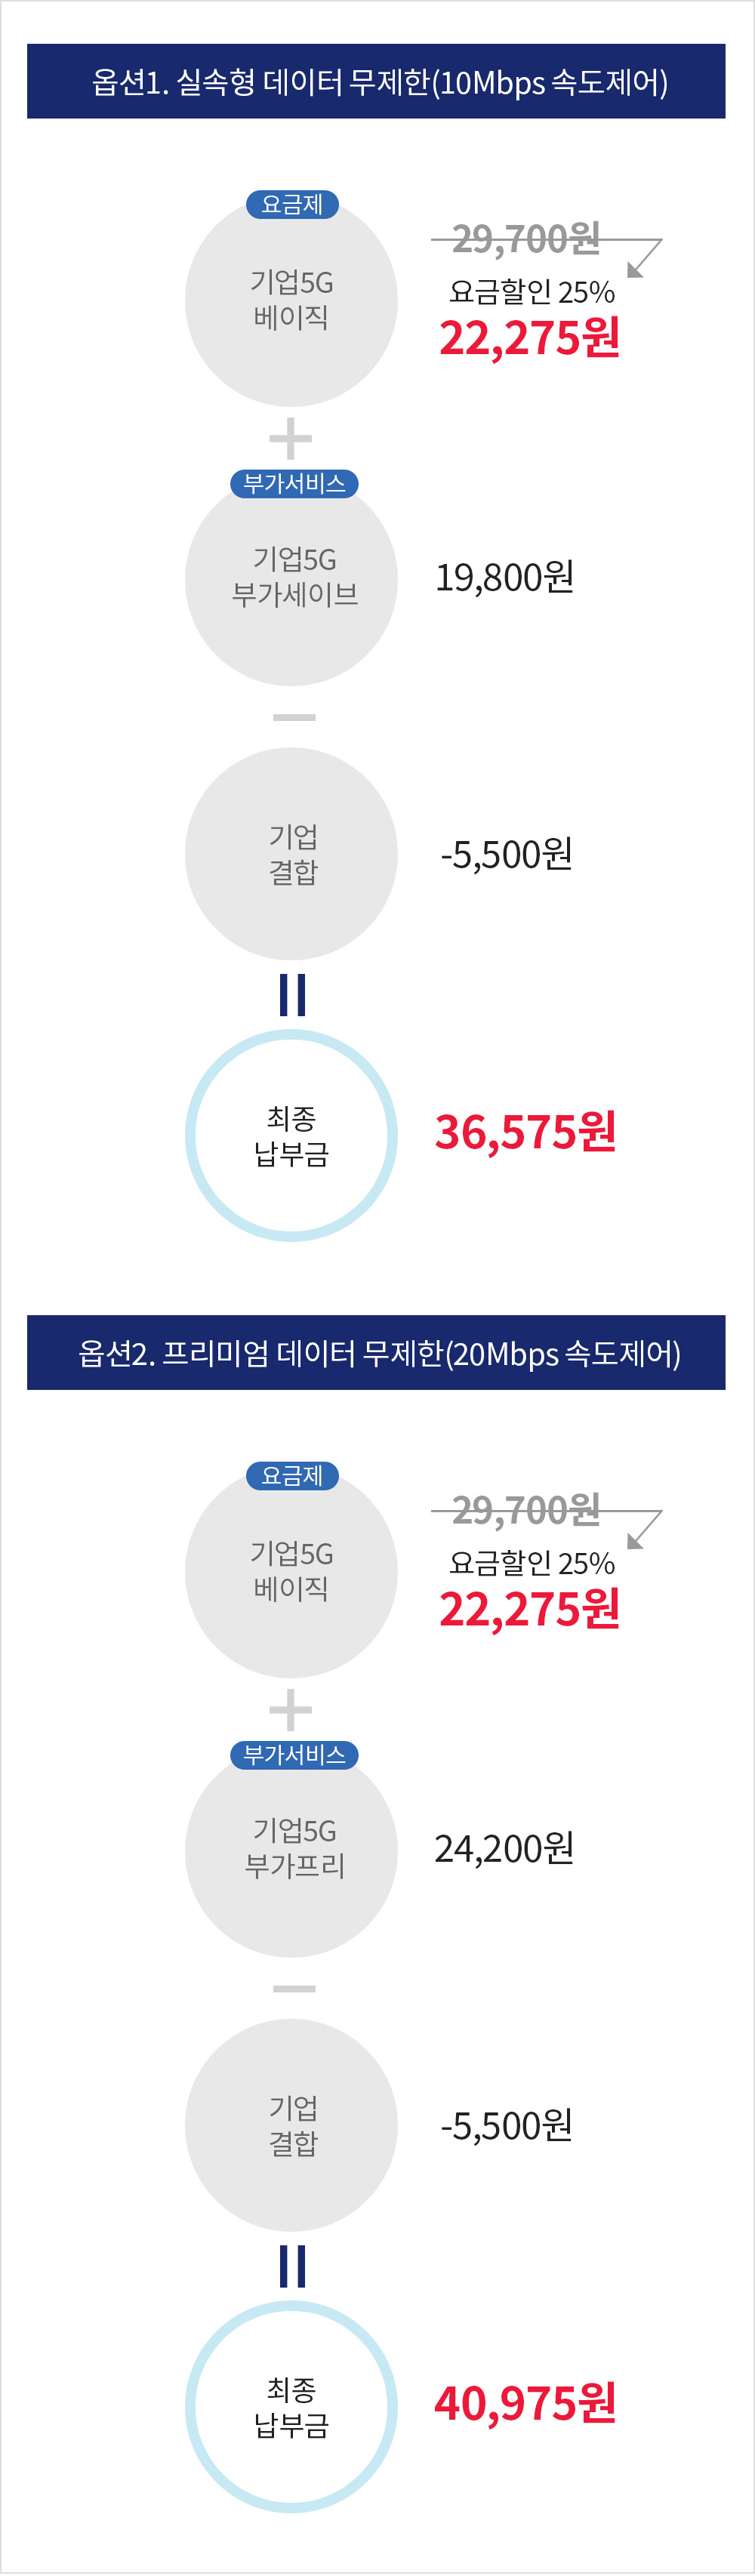 옵션1. 실속형 데이터 무제한(10Mbps 속도제어)
요금제
기업5G
베이직
29,700원
요금할인 25%
22,275원
+
부가서비스
기업5G
부가세이브
19,800원
-
기업
결합
-5,500원
=
최종
납부금
36,575원
옵션2. 프리미엄 데이터 무제한(20Mbps 속도제어)
요금제
기업5G
베이직
29,700원
요금할인 25%
22,275원
+
부가서비스
기업5G
부가프리
24,200원
-
기업
결합
-5,500원
=
최종
납부금
40,975원